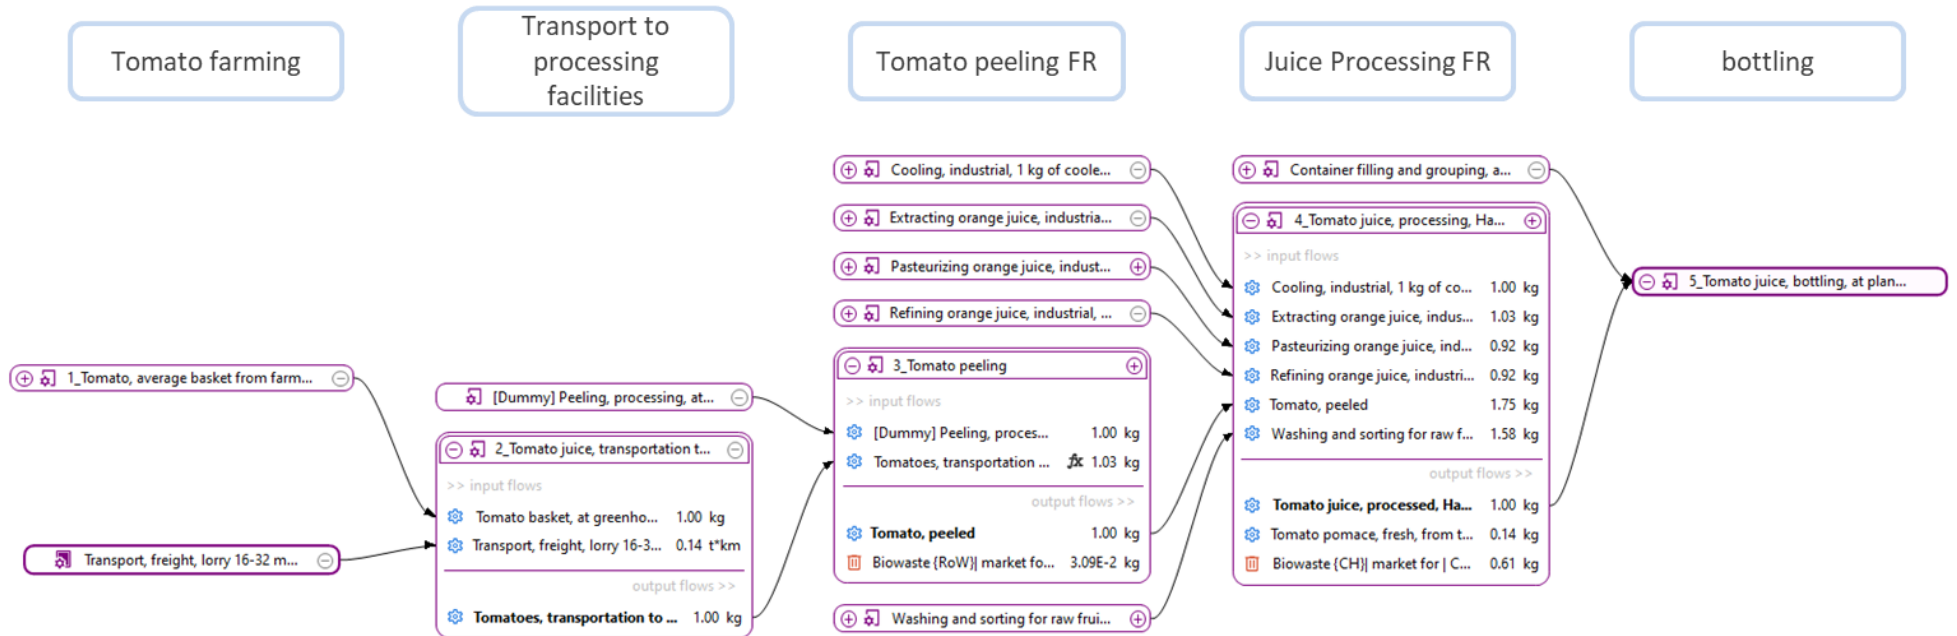 Tomato farming
Transport to
processing
facilities
Tomato peeling FR
Juice Processing FR
bottling
1_Tomato, average basket from farm...
Transport, freight, lorry 16-32 m...
[Dummy] Peeling, processing, at...
2_Tomato juice, transportation t...
>> input flows
Tomato basket, at greenho... 1.00 kg
Transport, freight, lorry 16-3... 0.14 t*km
output flows >>
Tomatoes, transportation to ... 1.00 kg
Cooling, industrial, 1 kg of coole...
Extracting orange juice, industria...
Pasteurizing orange juice, indust...
Refining orange juice, industrial, ...
3_Tomato peeling
>> input flows
[Dummy] Peeling, proces... 1.00 kg
Tomatoes, transportation ... fx 1.03 kg
output flows >>
Tomato, peeled 1.00 kg
Biowaste {RoW}| market fo... 3.09E-2 kg
Washing and sorting for raw frui...
Container filling and grouping, a...
4_Tomato juice, processing, Ha...
>> input flows
Cooling, industrial, 1 kg of co... 1.00 kg
Extracting orange juice, indus... 1.03 kg
Pasteurizing orange juice, ind... 0.92 kg
Refining orange juice, industri... 0.92 kg
Tomato, peeled 1.75 kg
Washing and sorting for raw f... 1.58 kg
output flows >>
Tomato juice, processed, Ha... 1.00 kg
Tomato pomace, fresh, from t... 0.14 kg
Biowaste {CH}| market for | C... 0.61 kg
5_Tomato juice, bottling, at plan...